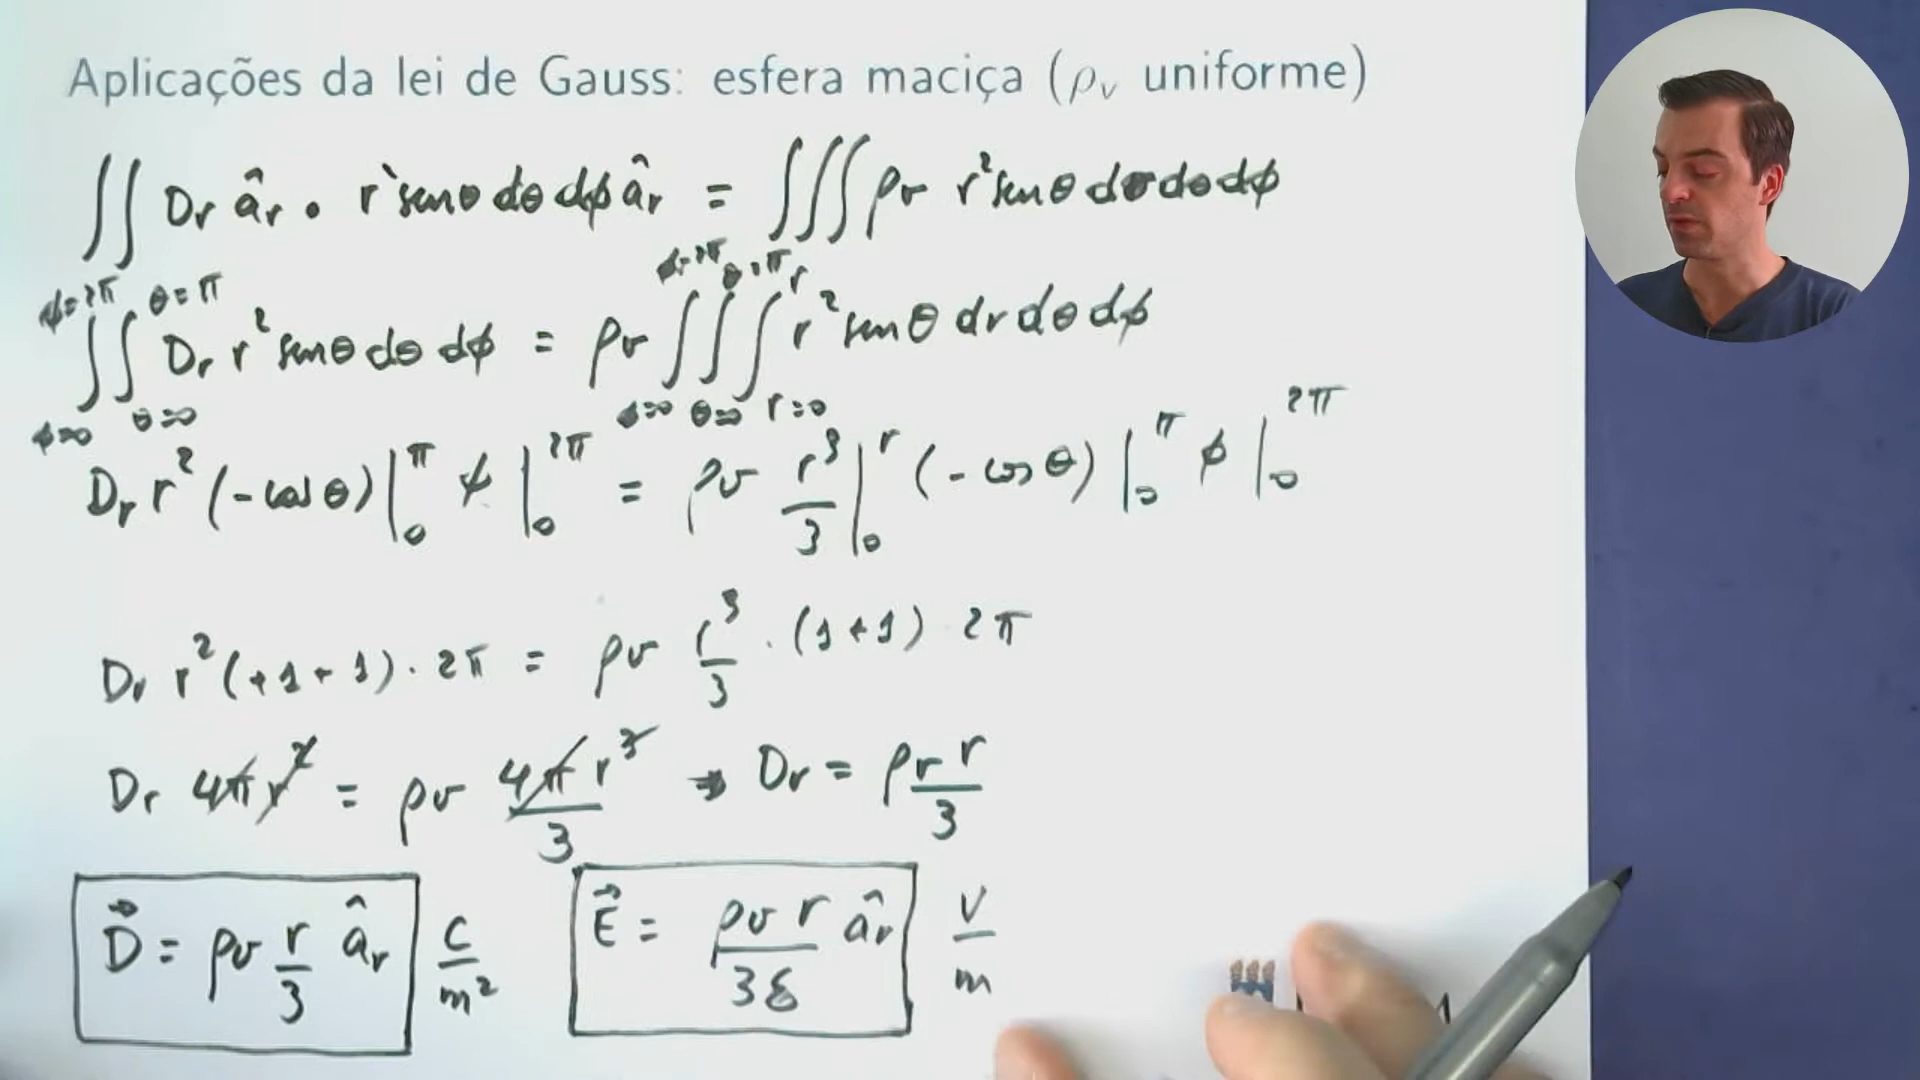 Aplicações da lei de Gauss: esfera maciça (ρᵥ uniforme)
∬ Dr âr • r² senθ dθ dϕ âr = ∭ ρv r² senθ dr dθ dϕ
ϕ=2π θ=π ϕ=2π θ=π r
∬ Dr r² senθ dθ dϕ = ρv ∭ r² senθ dr dθ dϕ
ϕ=0 θ=0 ϕ=0 θ=0 r=0
Dr r² (-cosθ)|₀^π ϕ|₀^2π = ρv r³/3 |₀^r (-cosθ)|₀^π ϕ|₀^2π
Dr r² (+1+1) · 2π = ρv r³/3 · (1+1) 2π
Dr 4πr² = ρv 4πr³/3 → Dr = ρv r/3
D⃗ = ρv r/3 âr C/m² E⃗ = ρv r/3ε âr V/m